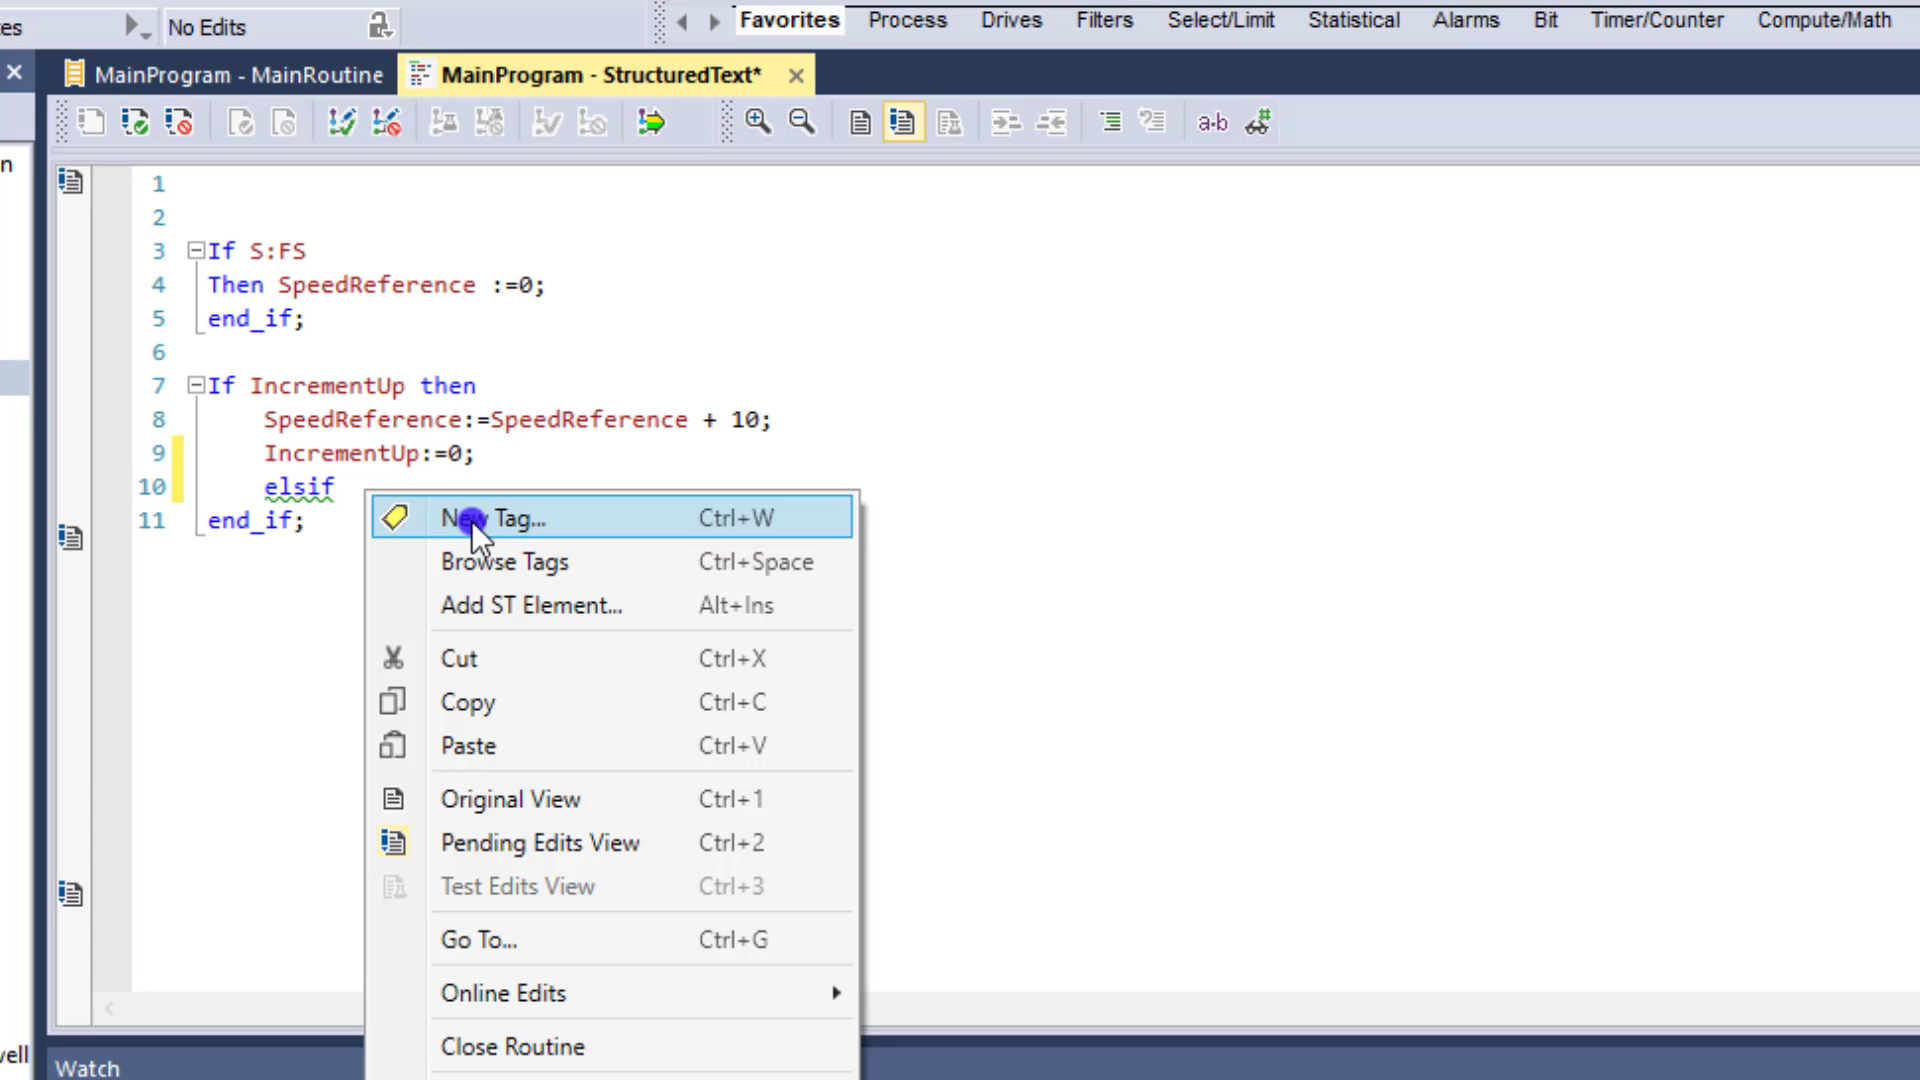 es
No Edits
Favorites Process Drives Filters Select/Limit Statistical Alarms Bit Timer/Counter Compute/Math
MainProgram - MainRoutine
MainProgram - StructuredText*
a-b
n
1
2
3 If S:FS
4 Then SpeedReference :=0;
5 end_if;
6
7 If IncrementUp then
8 SpeedReference:=SpeedReference + 10;
9 IncrementUp:=0;
10 elsif
11 end_if;
New Tag... Ctrl+W
Browse Tags Ctrl+Space
Add ST Element... Alt+Ins
Cut Ctrl+X
Copy Ctrl+C
Paste Ctrl+V
Original View Ctrl+1
Pending Edits View Ctrl+2
Test Edits View Ctrl+3
Go To... Ctrl+G
Online Edits
Close Routine
vell
Watch